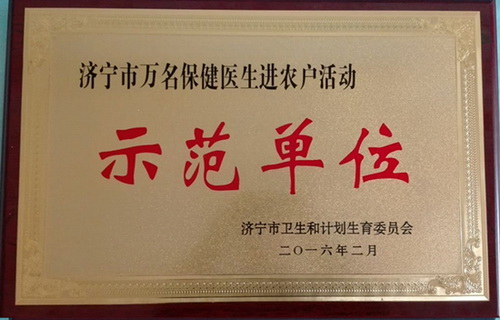 济宁市万名保健医生进农户活动
示范单位
济宁市卫生和计划生育委员会
二〇一六年二月